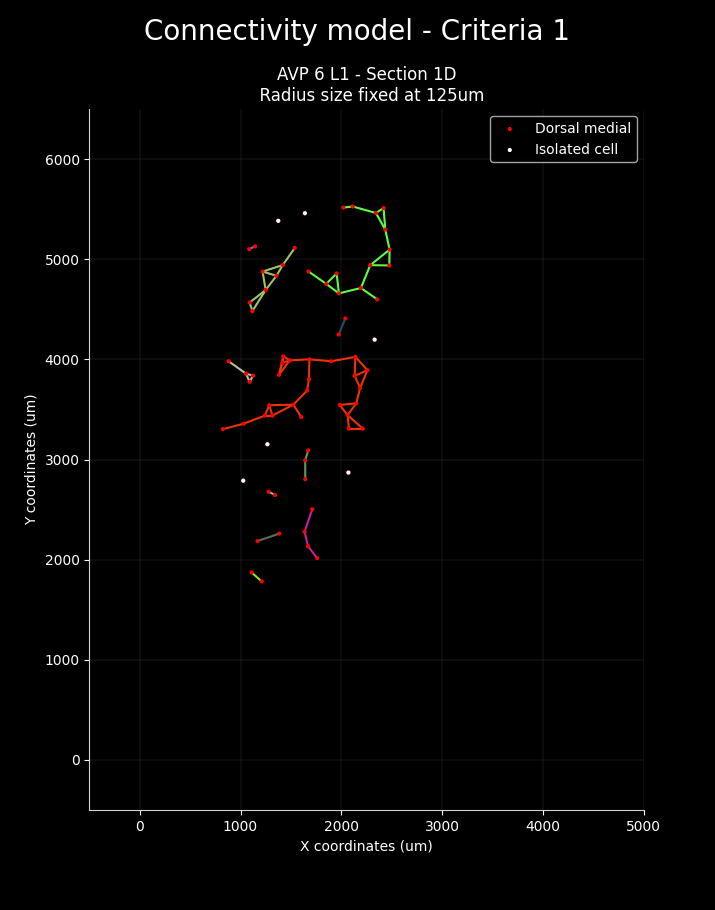 Connectivity model - Criteria 1
AVP 6 L1 - Section 1D
Radius size fixed at 125um
Dorsal medial
Isolated cell
6000
5000
4000
3000
2000
1000
0
Y coordinates (um)
0 1000 2000 3000 4000 5000
X coordinates (um)